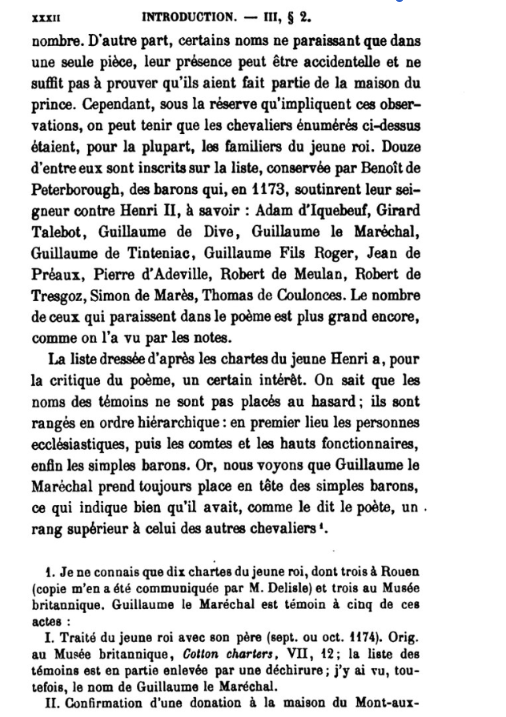 XXXII INTRODUCTION. — III, § 2.
nombre. D'autre part, certains noms ne paraissant que dans
une seule pièce, leur présence peut être accidentelle et ne
suffit pas à prouver qu'ils aient fait partie de la maison du
prince. Cependant, sous la réserve qu'impliquent ces obser-
vations, on peut tenir que les chevaliers énumérés ci-dessus
étaient, pour la plupart, les familiers du jeune roi. Douze
d'entre eux sont inscrits sur la liste, conservée par Benoît de
Peterborough, des barons qui, en 1173, soutinrent leur sei-
gneur contre Henri II, à savoir : Adam d'Iquebeuf, Girard
Talebot, Guillaume de Dive, Guillaume le Maréchal,
Guillaume de Tinteniac, Guillaume Fils Roger, Jean de
Préaux, Pierre d'Adeville, Robert de Meulan, Robert de
Tresgoz, Simon de Marès, Thomas de Coulonces. Le nombre
de ceux qui paraissent dans le poème est plus grand encore,
comme on l'a vu par les notes.
La liste dressée d'après les chartes du jeune Henri a, pour
la critique du poème, un certain intérêt. On sait que les
noms des témoins ne sont pas placés au hasard ; ils sont
rangés en ordre hiérarchique : en premier lieu les personnes
ecclésiastiques, puis les comtes et les hauts fonctionnaires,
enfin les simples barons. Or, nous voyons que Guillaume le
Maréchal prend toujours place en tête des simples barons,
ce qui indique bien qu'il avait, comme le dit le poète, un
rang supérieur à celui des autres chevaliers ¹.
1. Je ne connais que dix chartes du jeune roi, dont trois à Rouen
(copie m'en a été communiquée par M. Delisle) et trois au Musée
britannique. Guillaume le Maréchal est témoin à cinq de ces
actes :
I. Traité du jeune roi avec son père (sept. ou oct. 1174). Orig.
au Musée britannique, Cotton charters, VII, 12 ; la liste des
témoins est en partie enlevée par une déchirure ; j'y ai vu, tou-
tefois, le nom de Guillaume le Maréchal.
II. Confirmation d'une donation à la maison du Mont-aux-